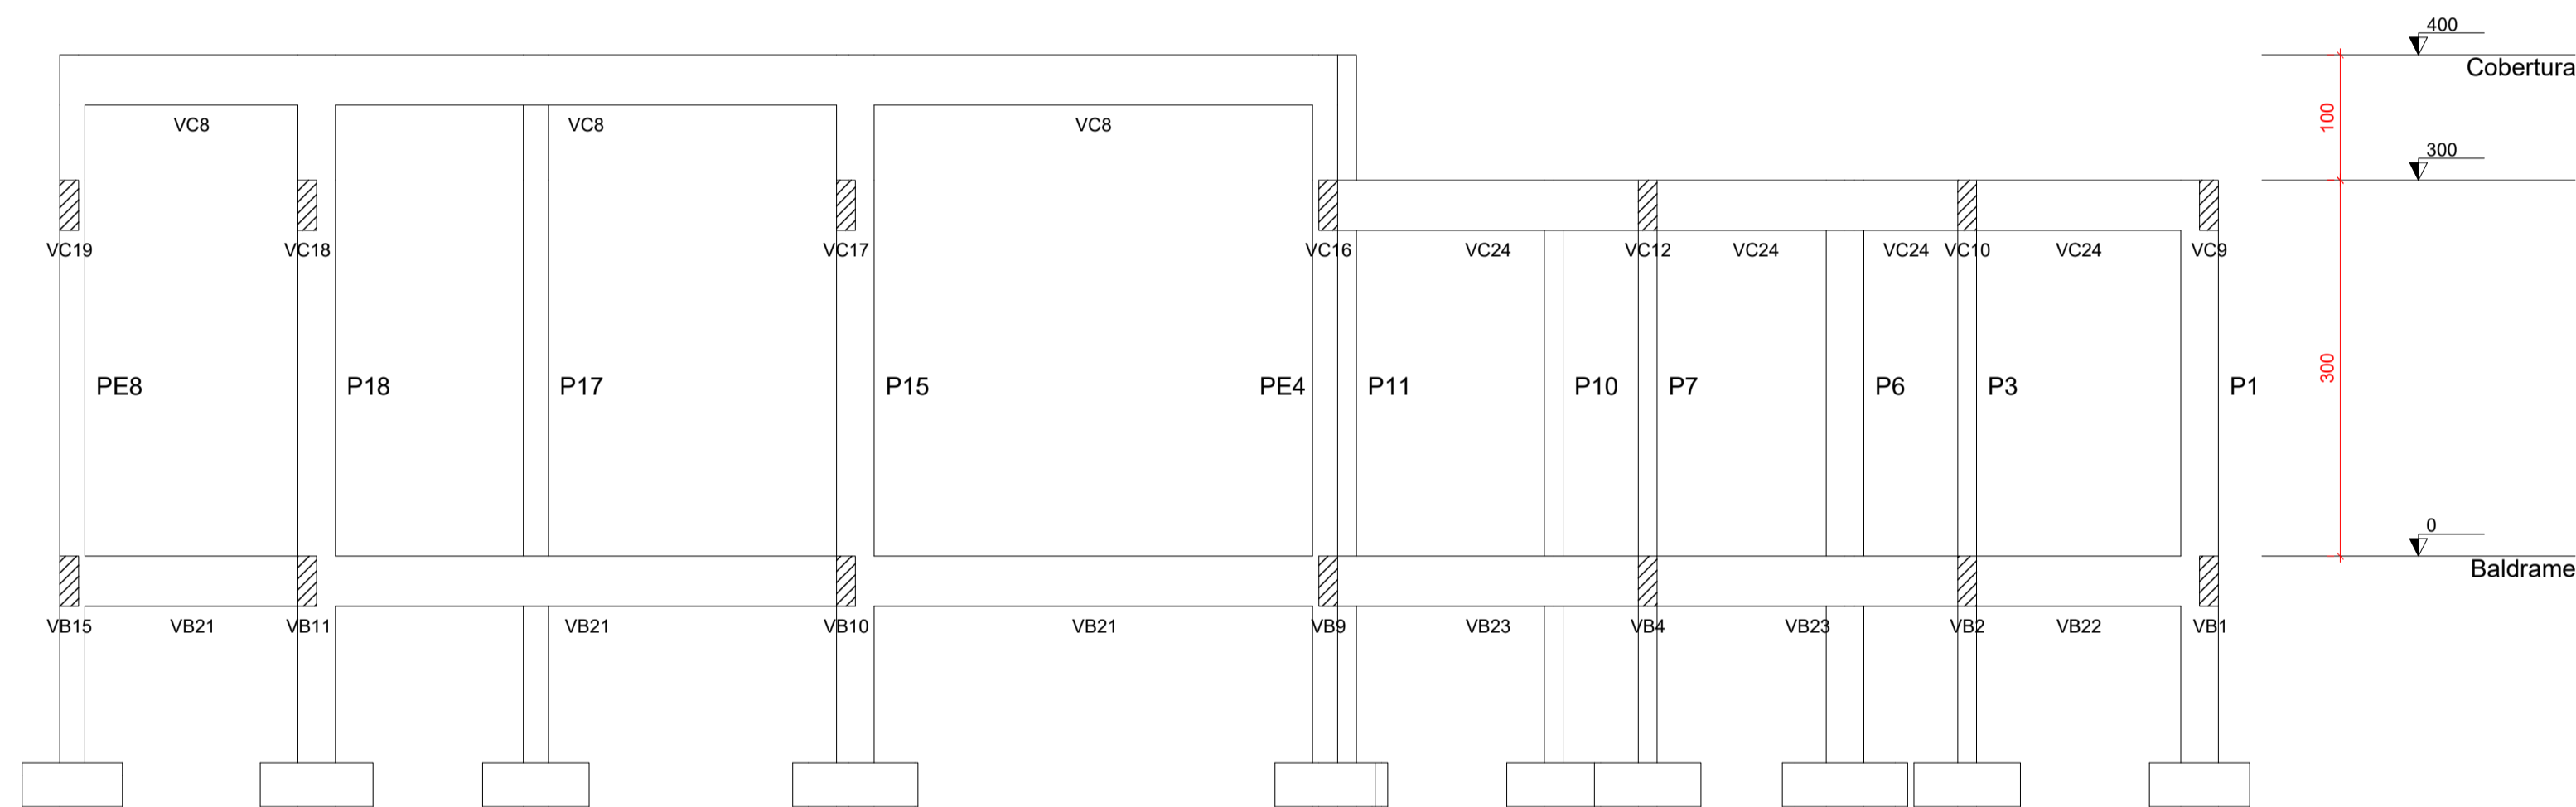 400
Cobertura
100
VC8 VC8 VC8
300
VC19 VC18 VC17 VC16 VC24 VC12 VC24 VC24 VC10 VC24 VC9
300
PE8 P18 P17 P15 PE4 P11 P10 P7 P6 P3 P1
0
Baldrame
VB15 VB21 VB11 VB21 VB10 VB21 VB9 VB23 VB4 VB23 VB2 VB22 VB1